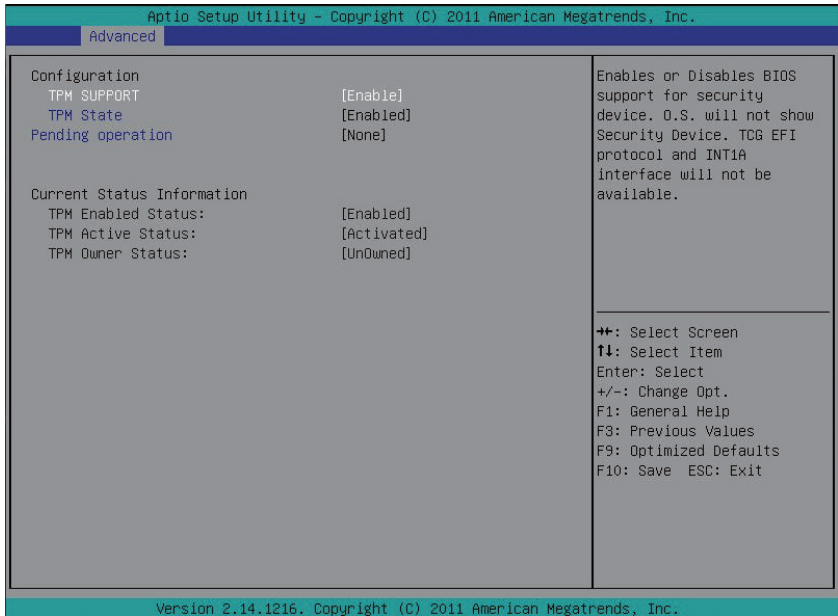 Aptio Setup Utility – Copyright (C) 2011 American Megatrends, Inc.
Advanced
Configuration
TPM SUPPORT [Enable]
TPM State [Enabled]
Pending operation [None]
Current Status Information
TPM Enabled Status: [Enabled]
TPM Active Status: [Activated]
TPM Owner Status: [UnOwned]
Enables or Disables BIOS
support for security
device. O.S. will not show
Security Device. TCG EFI
protocol and INT1A
interface will not be
available.
→←: Select Screen
↑↓: Select Item
Enter: Select
+/-: Change Opt.
F1: General Help
F3: Previous Values
F9: Optimized Defaults
F10: Save ESC: Exit
Version 2.14.1216. Copyright (C) 2011 American Megatrends, Inc.